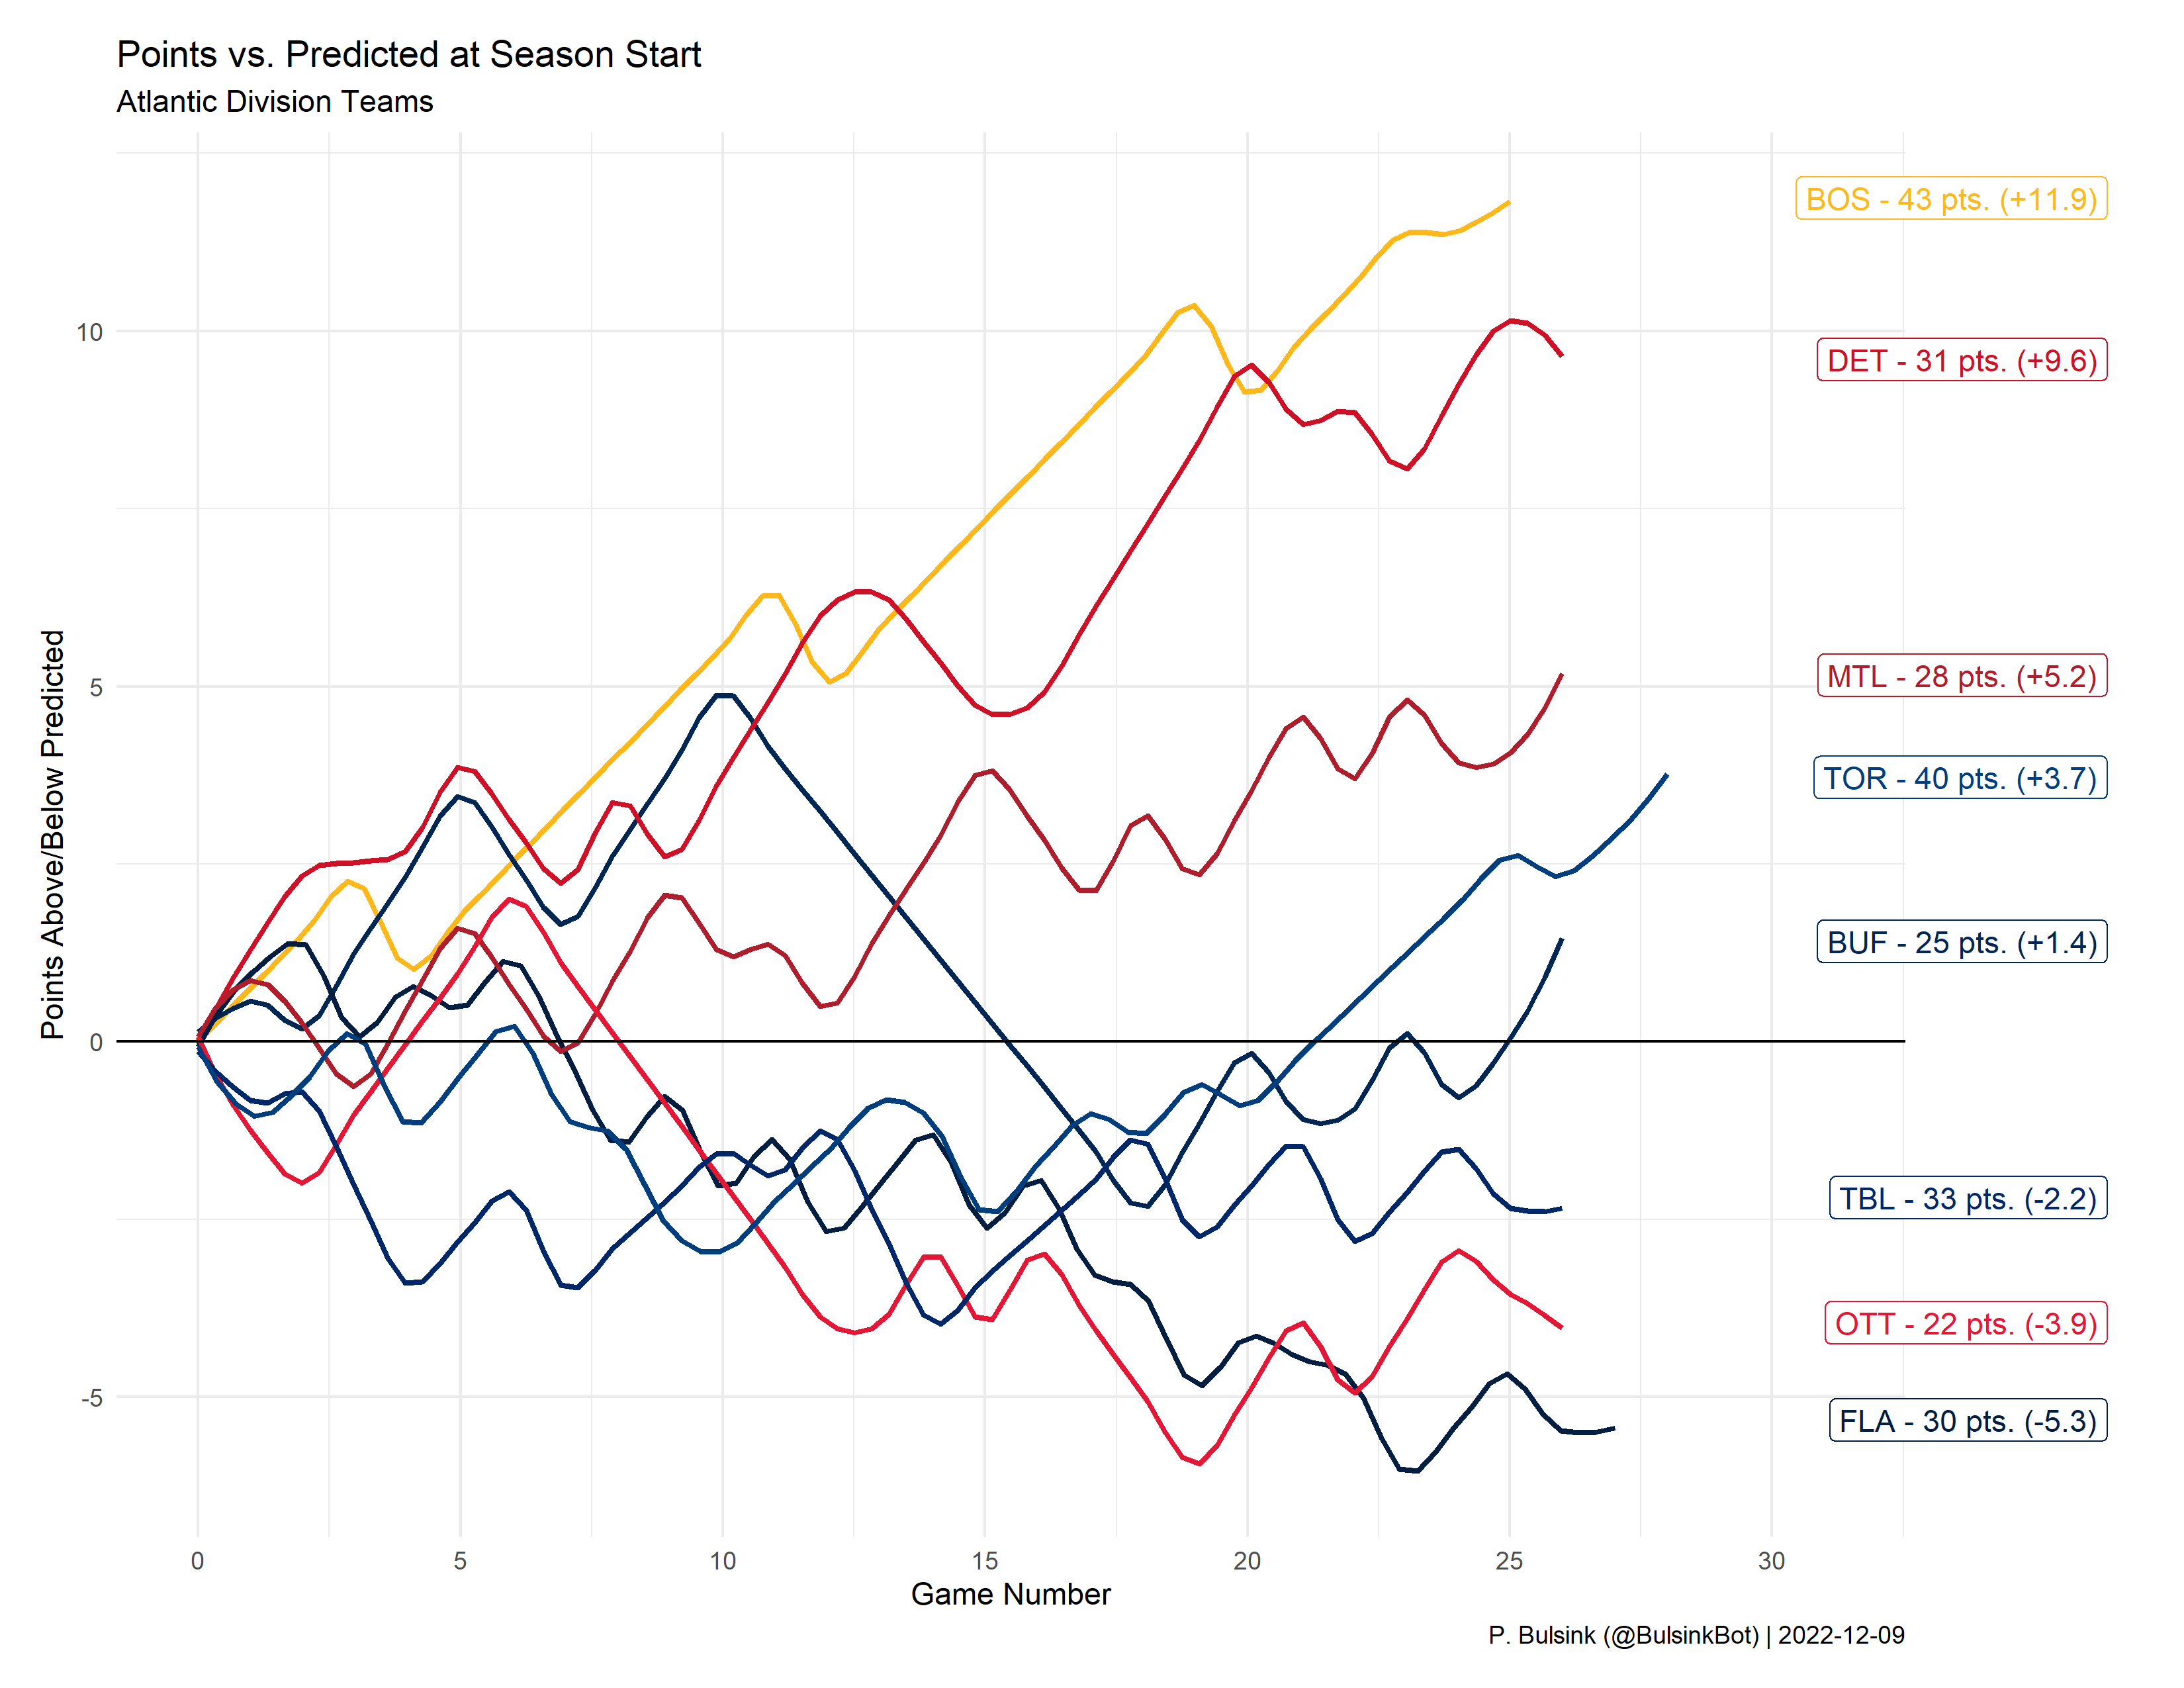 Points vs. Predicted at Season Start
Atlantic Division Teams
Points Above/Below Predicted
10
5
0
-5
BOS - 43 pts. (+11.9)
DET - 31 pts. (+9.6)
MTL - 28 pts. (+5.2)
TOR - 40 pts. (+3.7)
BUF - 25 pts. (+1.4)
TBL - 33 pts. (-2.2)
OTT - 22 pts. (-3.9)
FLA - 30 pts. (-5.3)
0 5 10 15 20 25 30
Game Number
P. Bulsink (@BulsinkBot) | 2022-12-09